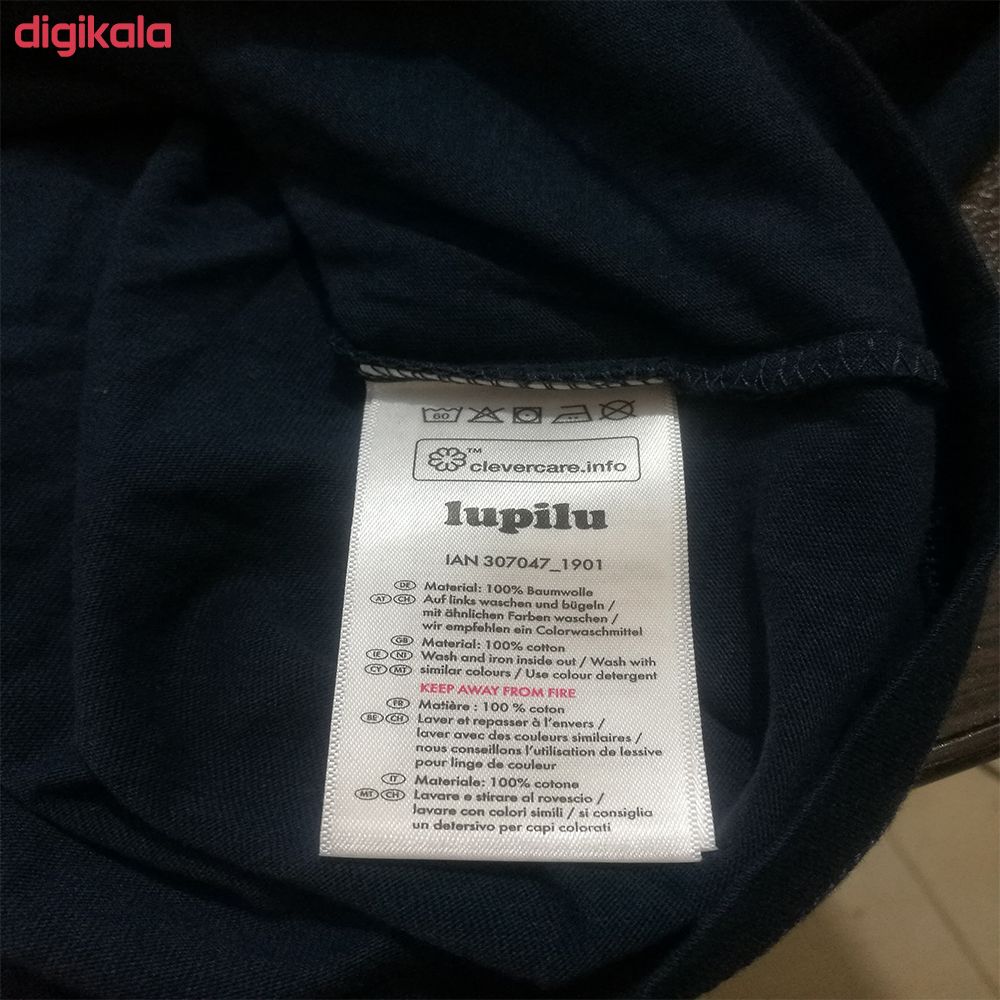 digikala
60
™
clevercare.info
lupilu
IAN 307047_1901
DE Material: 100% Baumwolle
AT CH Auf links waschen und bügeln /
mit ähnlichen Farben waschen /
wir empfehlen ein Colorwaschmittel
GB Material: 100% cotton
IE NI Wash and iron inside out / Wash with
CY MT similar colours / Use colour detergent
KEEP AWAY FROM FIRE
FR Matière : 100 % coton
BE CH Laver et repasser à l'envers /
laver avec des couleurs similaires /
nous conseillons l'utilisation de lessive
pour linge de couleur
IT Materiale: 100% cotone
MT CH Lavare e stirare al rovescio /
lavare con colori simili / si consiglia
un detersivo per capi colorati